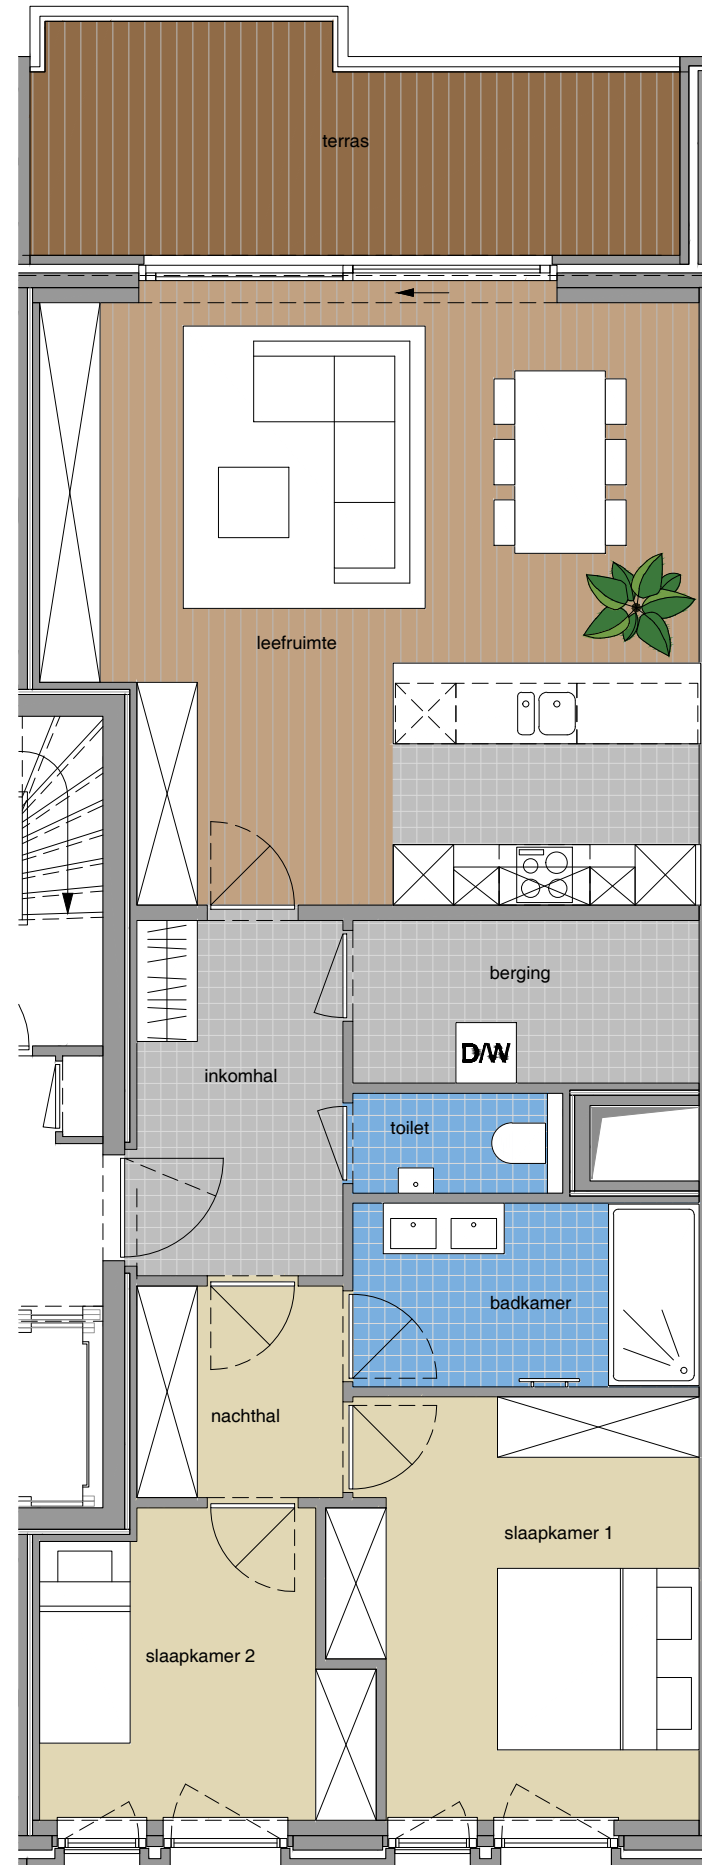 terras
leefruimte
berging
D/W
inkomhal
toilet
badkamer
nachthal
slaapkamer 1
slaapkamer 2